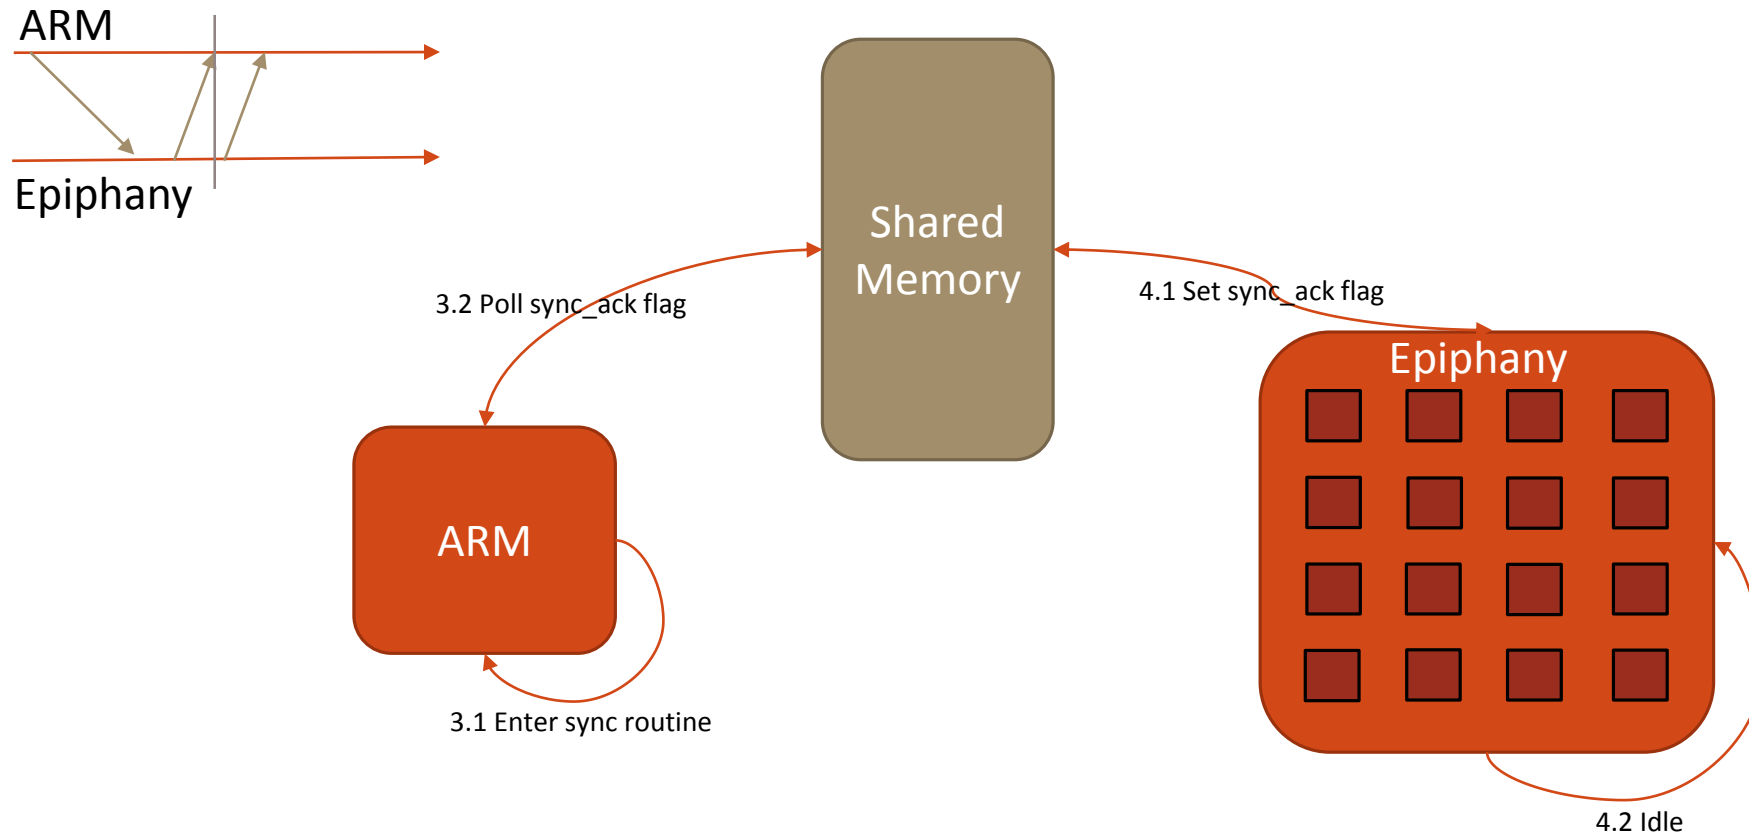 ARM
Epiphany
Shared
Memory
3.2 Poll sync_ack flag
4.1 Set sync_ack flag
Epiphany
ARM
3.1 Enter sync routine
4.2 Idle